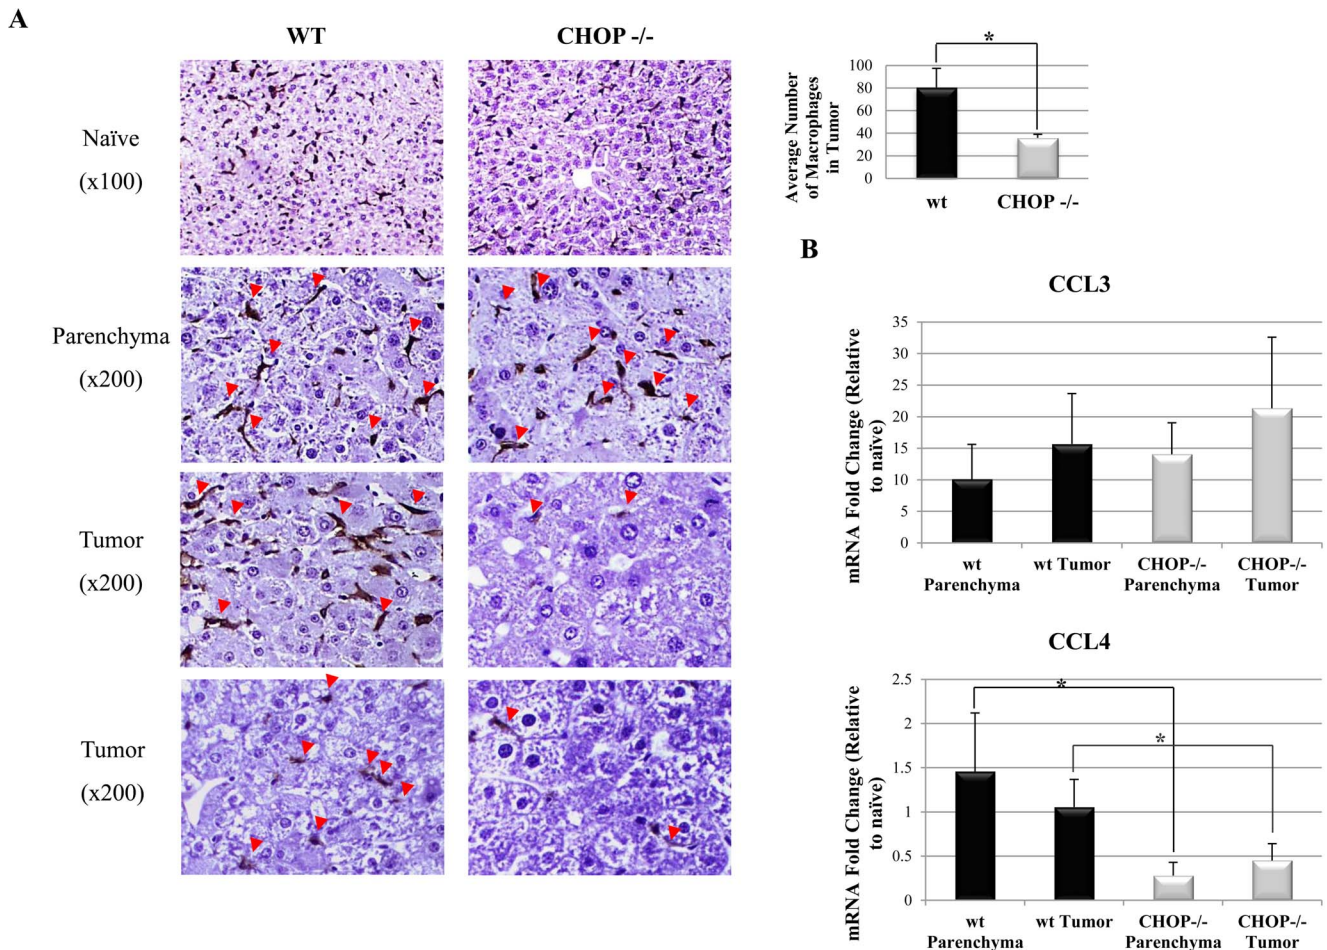 A
WT
CHOP -/-
Naïve
(x100)
Parenchyma
(x200)
Tumor
(x200)
Tumor
(x200)
Average Number
of Macrophages
in Tumor
100
80
60
40
20
0
*
wt
CHOP -/-
B
CCL3
mRNA Fold Change (Relative
to naïve)
35
30
25
20
15
10
5
0
wt
Parenchyma
wt Tumor
CHOP-/-
Parenchyma
CHOP-/-
Tumor
CCL4
mRNA Fold Change (Relative
to naïve)
2.5
2
1.5
1
0.5
0
*
*
wt
Parenchyma
wt Tumor
CHOP-/-
Parenchyma
CHOP-/-
Tumor